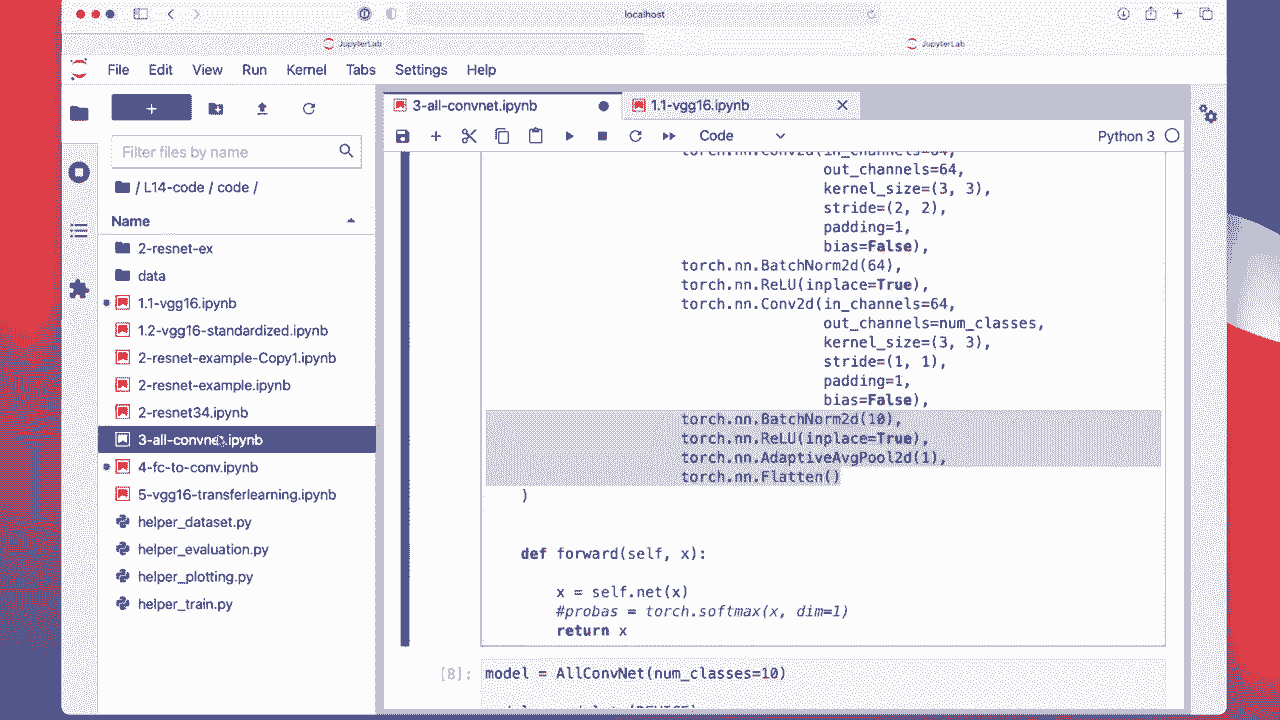 localhost
JupyterLab
JupyterLab
File Edit View Run Kernel Tabs Settings Help
3-all-convnet.ipynb
1.1-vgg16.ipynb
Filter files by name
Code
Python 3
/ L14-code / code /
Name
2-resnet-ex
data
1.1-vgg16.ipynb
1.2-vgg16-standardized.ipynb
2-resnet-example-Copy1.ipynb
2-resnet-example.ipynb
2-resnet34.ipynb
3-all-convnet.ipynb
4-fc-to-conv.ipynb
5-vgg16-transferlearning.ipynb
helper_dataset.py
helper_evaluation.py
helper_plotting.py
helper_train.py
torch.nn.Conv2d(in_channels=64,
out_channels=64,
kernel_size=(3, 3),
stride=(2, 2),
padding=1,
bias=False),
torch.nn.BatchNorm2d(64),
torch.nn.ReLU(inplace=True),
torch.nn.Conv2d(in_channels=64,
out_channels=num_classes,
kernel_size=(3, 3),
stride=(1, 1),
padding=1,
bias=False),
torch.nn.BatchNorm2d(10),
torch.nn.ReLU(inplace=True),
torch.nn.AdaptiveAvgPool2d(1),
torch.nn.Flatten()
)
def forward(self, x):
x = self.net(x)
#probas = torch.softmax(x, dim=1)
return x
[8]: model = AllConvNet(num_classes=10)